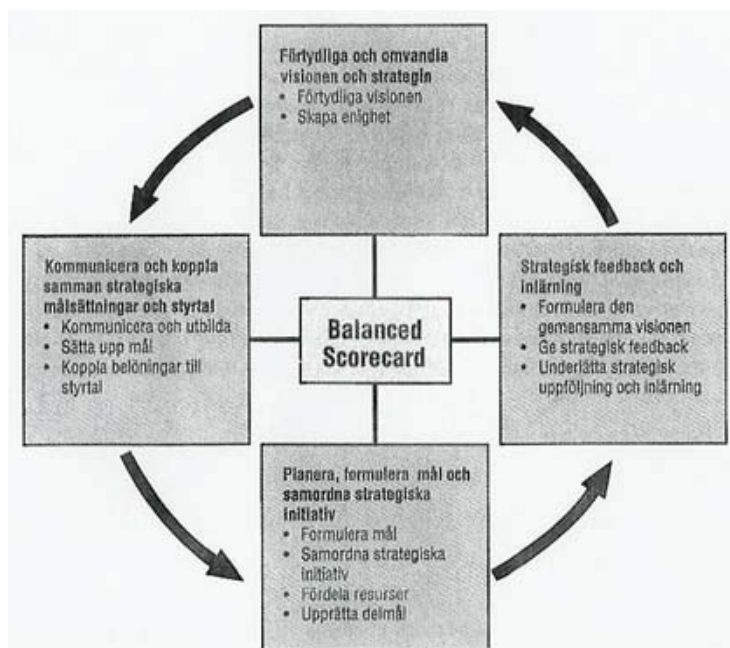 Förtydliga och omvandla
visionen och strategin
• Förtydliga visionen
• Skapa enighet
Kommunicera och koppla
samman strategiska
målsättningar och styrtal
• Kommunicera och utbilda
• Sätta upp mål
• Koppla belöningar till
styrtal
Balanced
Scorecard
Strategisk feedback och
inlärning
• Formulera den
gemensamma visionen
• Ge strategisk feedback
• Underlätta strategisk
uppföljning och inlärning
Planera, formulera mål och
samordna strategiska
initiativ
• Formulera mål
• Samordna strategiska
initiativ
• Fördela resurser
• Upprätta delmål